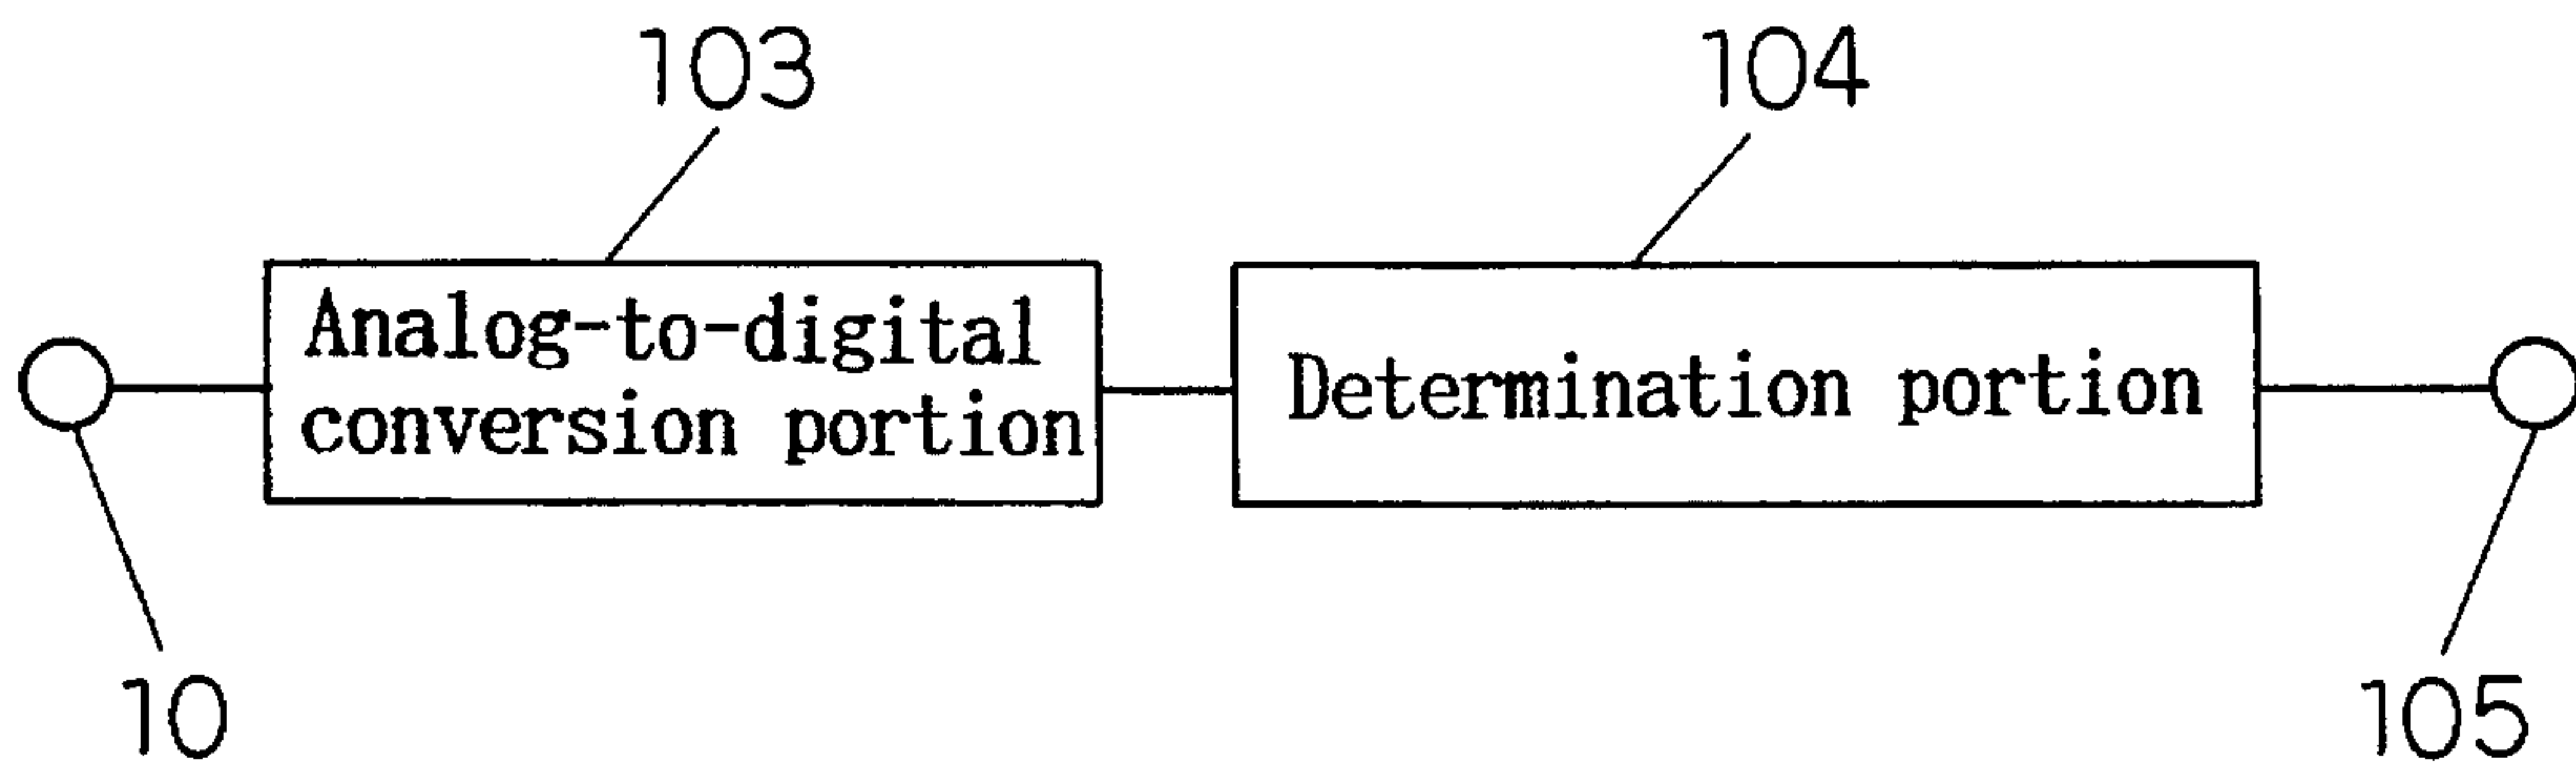 103
104
Analog-to-digital
conversion portion
Determination portion
10
105